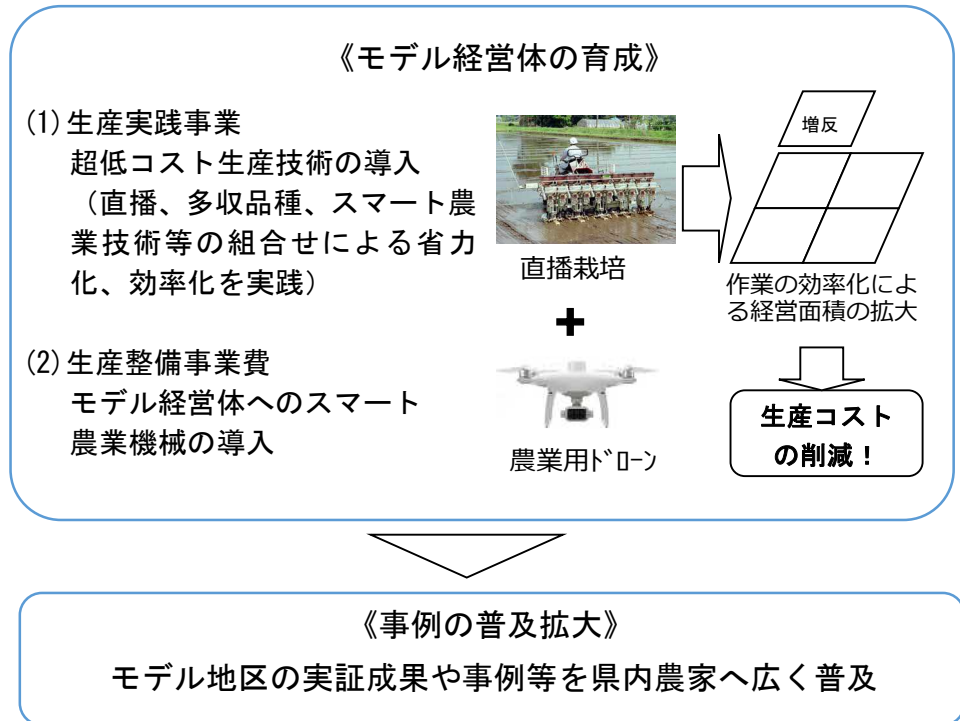 《モデル経営体の育成》
(1)生産実践事業
超低コスト生産技術の導入
（直播、多収品種、スマート農
業技術等の組合せによる省力
化、効率化を実践）
(2)生産整備事業費
モデル経営体へのスマート
農業機械の導入
直播栽培
+
農業用ﾄﾞﾛｰﾝ
増反
作業の効率化によ
る経営面積の拡大
生産コスト
の削減！
《事例の普及拡大》
モデル地区の実証成果や事例等を県内農家へ広く普及